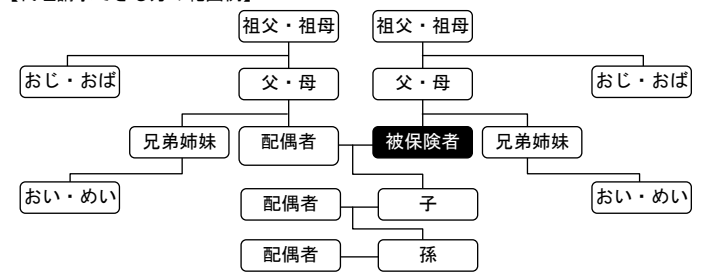 祖父・祖母 祖父・祖母
おじ・おば 父・母 父・母 おじ・おば
兄弟姉妹 配偶者 被保険者 兄弟姉妹
おい・めい おい・めい
配偶者 子
配偶者 孫